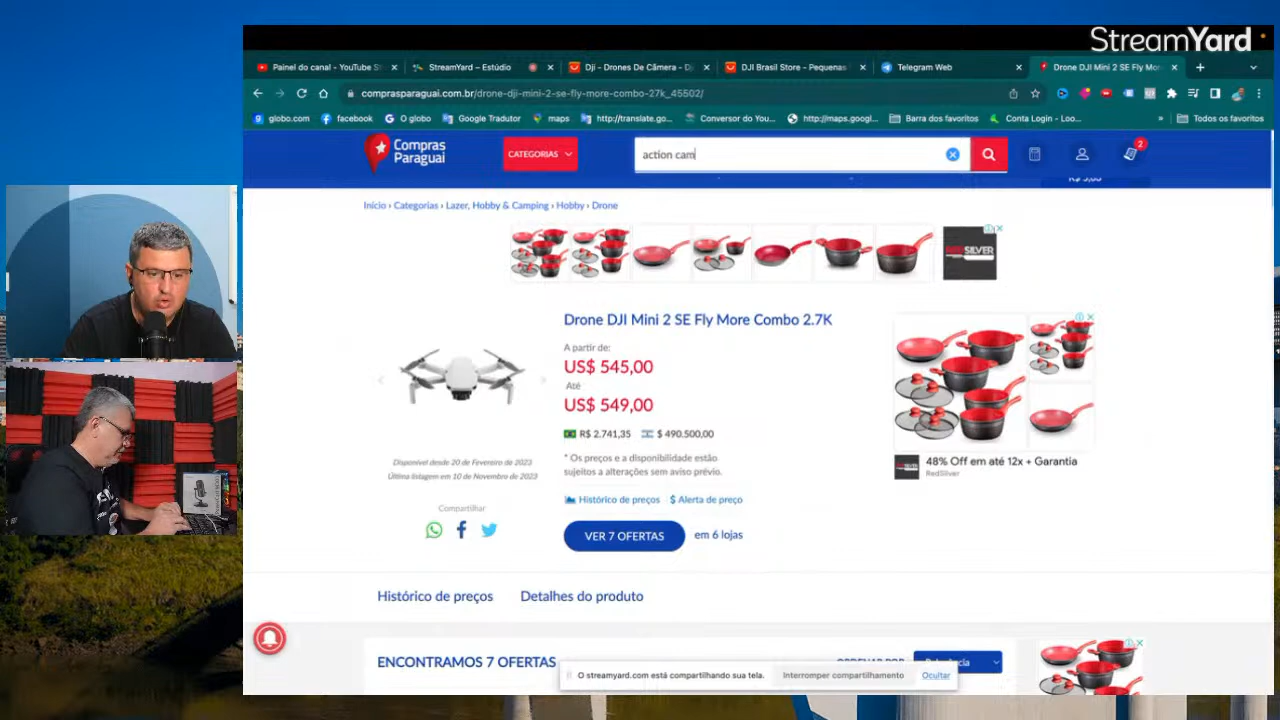 StreamYard
Painel do canal - YouTube S
StreamYard – Estúdio
Dji - Drones De Câmera - Dj
DJI Brasil Store - Pequenas
Telegram Web
Drone DJI Mini 2 SE Fly Mor
comprasparaguai.com.br/drone-dji-mini-2-se-fly-more-combo-27k_45502/
globo.com
facebook
O globo
Google Tradutor
maps
http://translate.go...
Conversor do You...
http://maps.googl...
Barra dos favoritos
Conta Login - Loo...
»
Todos os favoritos
Compras
Paraguai
CATEGORIAS
action cam
2
Início › Categorias › Lazer, Hobby & Camping › Hobby › Drone
Drone DJI Mini 2 SE Fly More Combo 2.7K
A partir de:
US$ 545,00
Até
US$ 549,00
R$ 2.741,35
$ 490.500,00
* Os preços e a disponibilidade estão
sujeitos a alterações sem aviso prévio.
Disponível desde 20 de Fevereiro de 2023
Última listagem em 10 de Novembro de 2023
Compartilhar
Histórico de preços
$ Alerta de preço
VER 7 OFERTAS
em 6 lojas
48% Off em até 12x + Garantia
RedSilver
Histórico de preços
Detalhes do produto
ENCONTRAMOS 7 OFERTAS
O streamyard.com está compartilhando sua tela.
Interromper compartilhamento
Ocultar